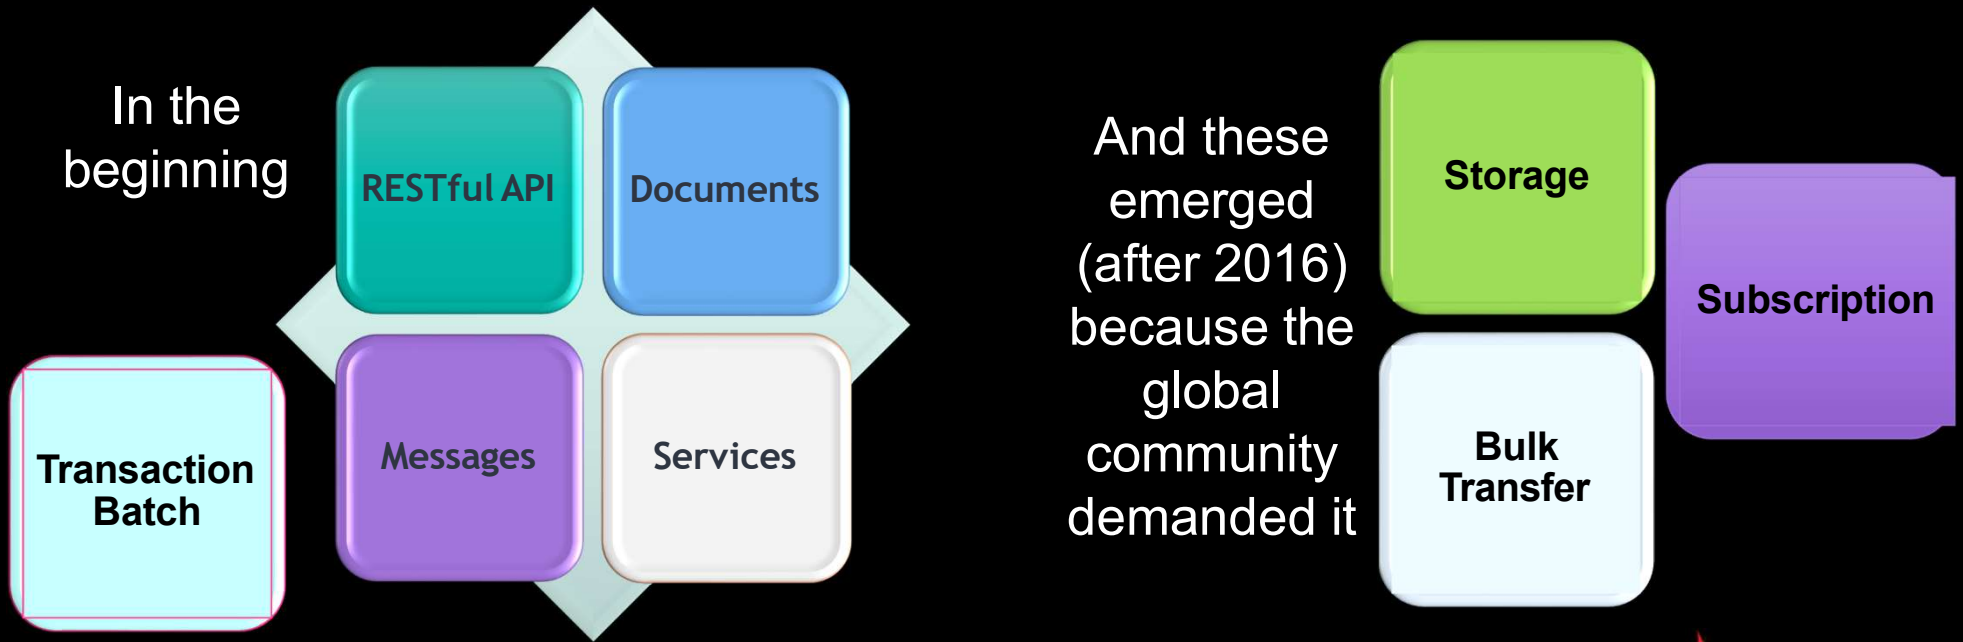 In the
beginning
RESTful API
Documents
Messages
Services
Transaction
Batch
And these
emerged
(after 2016)
because the
global
community
demanded it
Storage
Subscription
Bulk
Transfer